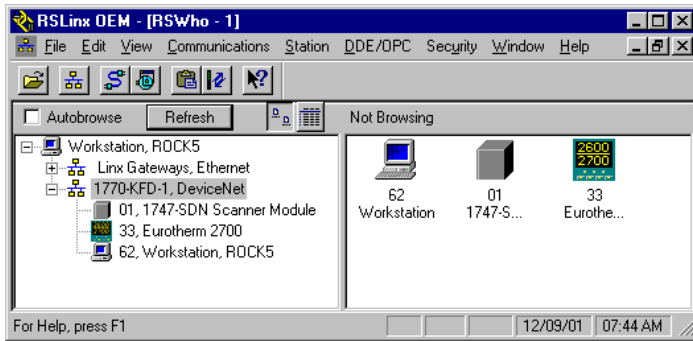 RSLinx OEM - [RSWho - 1]
File Edit View Communications Station DDE/OPC Security Window Help
Autobrowse Refresh Not Browsing
Workstation, ROCK5
Linx Gateways, Ethernet
1770-KFD-1, DeviceNet
01, 1747-SDN Scanner Module
33, Eurotherm 2700
62, Workstation, ROCK5
2600
2700
62 01 33
Workstation 1747-S... Eurothe...
For Help, press F1 12/09/01 07:44 AM